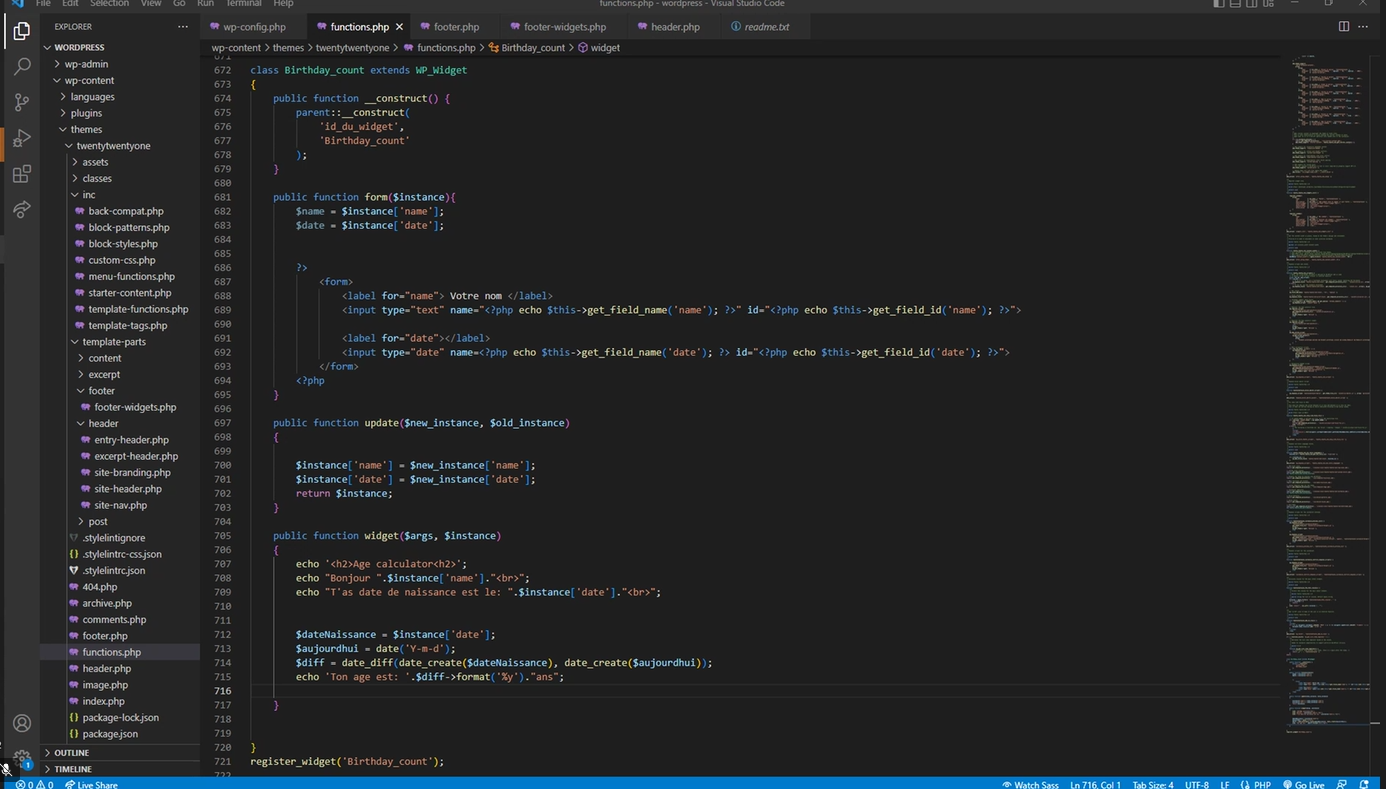 File Edit Selection View Go Run Terminal Help
functions.php - wordpress - Visual Studio Code
EXPLORER
WORDPRESS
wp-admin
wp-content
languages
plugins
themes
twentytwentyone
assets
classes
inc
back-compat.php
block-patterns.php
block-styles.php
custom-css.php
menu-functions.php
starter-content.php
template-functions.php
template-tags.php
template-parts
content
excerpt
footer
footer-widgets.php
header
entry-header.php
excerpt-header.php
site-branding.php
site-header.php
site-nav.php
post
.stylelintignore
.stylelintrc-css.json
.stylelintrc.json
404.php
archive.php
comments.php
footer.php
functions.php
header.php
image.php
index.php
package-lock.json
package.json
OUTLINE
TIMELINE
wp-config.php functions.php footer.php footer-widgets.php header.php readme.txt
wp-content > themes > twentytwentyone > functions.php > Birthday_count > widget
671
672 class Birthday_count extends WP_Widget
673 {
674 public function __construct() {
675 parent::__construct(
676 'id_du_widget',
677 'Birthday_count'
678 );
679 }
680
681 public function form($instance){
682 $name = $instance['name'];
683 $date = $instance['date'];
684
685
686 ?>
687 <form>
688 <label for="name"> Votre nom </label>
689 <input type="text" name="<?php echo $this->get_field_name('name'); ?>" id="<?php echo $this->get_field_id('name'); ?>">
690
691 <label for="date"></label>
692 <input type="date" name=<?php echo $this->get_field_name('date'); ?> id="<?php echo $this->get_field_id('date'); ?>">
693 </form>
694 <?php
695 }
696
697 public function update($new_instance, $old_instance)
698 {
699
700 $instance['name'] = $new_instance['name'];
701 $instance['date'] = $new_instance['date'];
702 return $instance;
703 }
704
705 public function widget($args, $instance)
706 {
707 echo '<h2>Age calculator<h2>';
708 echo "Bonjour ".$instance['name']."<br>";
709 echo "T'as date de naissance est le: ".$instance['date']."<br>";
710
711
712 $dateNaissance = $instance['date'];
713 $aujourdhui = date('Y-m-d');
714 $diff = date_diff(date_create($dateNaissance), date_create($aujourdhui));
715 echo 'Ton age est: '.$diff->format('%y')."ans";
716
717 }
718
719
720 }
721 register_widget('Birthday_count');
722
1
0 0 Live Share
Watch Sass Ln 716, Col 1 Tab Size: 4 UTF-8 LF PHP Go Live